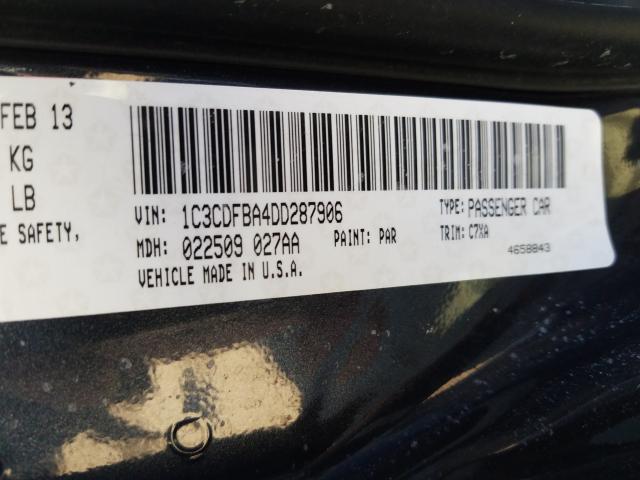 FEB 13
KG
LB
E SAFETY,
VIN: 1C3CDFBA4DD287906
TYPE: PASSENGER CAR
MDH: 022509 027AA
PAINT: PAR
TRIM: C7XA
VEHICLE MADE IN U.S.A.
4658843